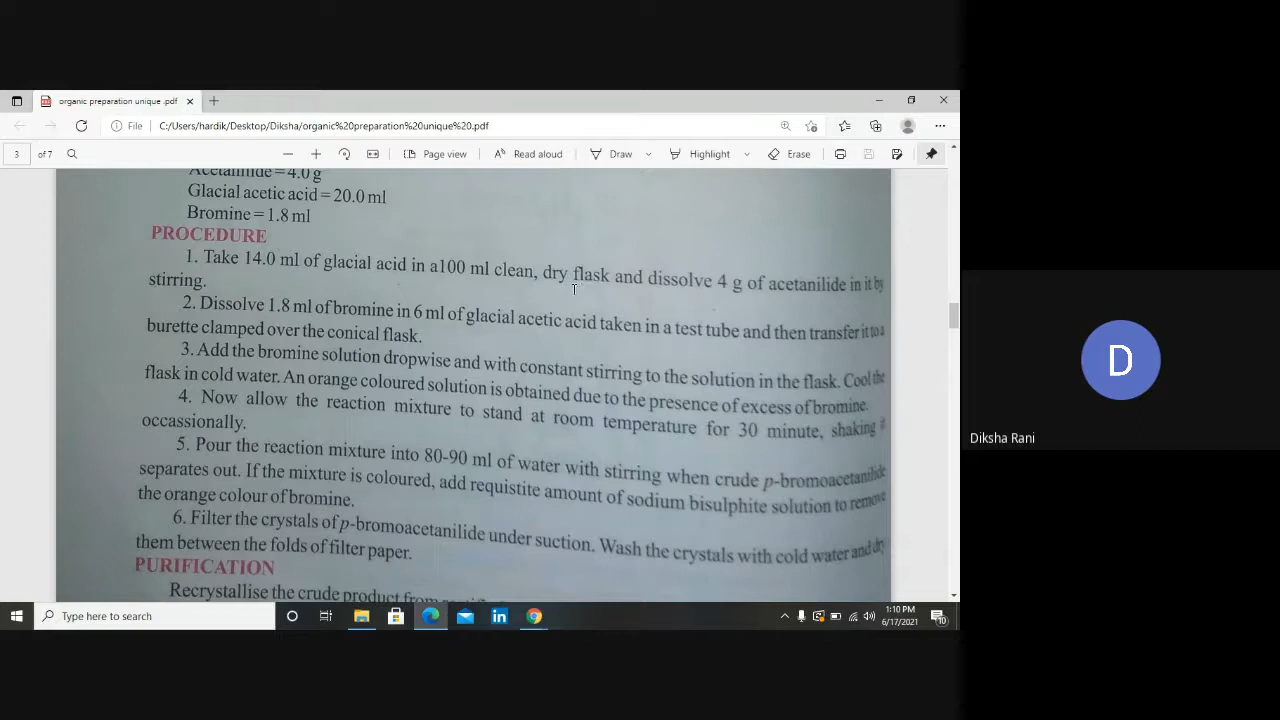 organic preparation unique .pdf
File
C:/Users/hardik/Desktop/Diksha/organic%20preparation%20unique%20.pdf
3 of 7
Page view
Read aloud
Draw
Highlight
Erase
Acetanilide = 4.0 g
Glacial acetic acid = 20.0 ml
Bromine = 1.8 ml
PROCEDURE
1. Take 14.0 ml of glacial acid in a100 ml clean, dry flask and dissolve 4 g of acetanilide in it by
stirring.
2. Dissolve 1.8 ml of bromine in 6 ml of glacial acetic acid taken in a test tube and then transfer it to a
burette clamped over the conical flask.
3. Add the bromine solution dropwise and with constant stirring to the solution in the flask. Cool the
flask in cold water. An orange coloured solution is obtained due to the presence of excess of bromine.
4. Now allow the reaction mixture to stand at room temperature for 30 minute, shaking it
occassionally.
5. Pour the reaction mixture into 80-90 ml of water with stirring when crude p-bromoacetanilide
separates out. If the mixture is coloured, add requistite amount of sodium bisulphite solution to remove
the orange colour of bromine.
6. Filter the crystals of p-bromoacetanilide under suction. Wash the crystals with cold water and dry
them between the folds of filter paper.
PURIFICATION
Recrystallise the crude product from
D
Diksha Rani
Type here to search
1:10 PM
6/17/2021
10